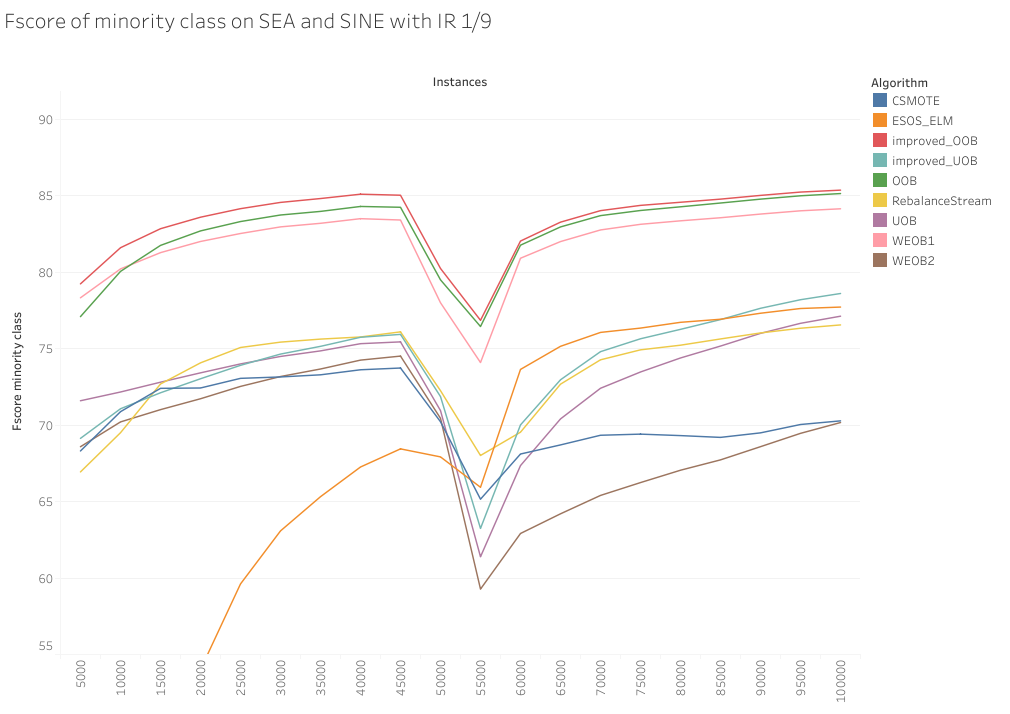 Fscore of minority class on SEA and SINE with IR 1/9
Instances
Algorithm
CSMOTE
ESOS_ELM
improved_OOB
improved_UOB
OOB
RebalanceStream
UOB
WEOB1
WEOB2
Fscore minority class
90
85
80
75
70
65
60
55
5000
10000
15000
20000
25000
30000
35000
40000
45000
50000
55000
60000
65000
70000
75000
80000
85000
90000
95000
100000